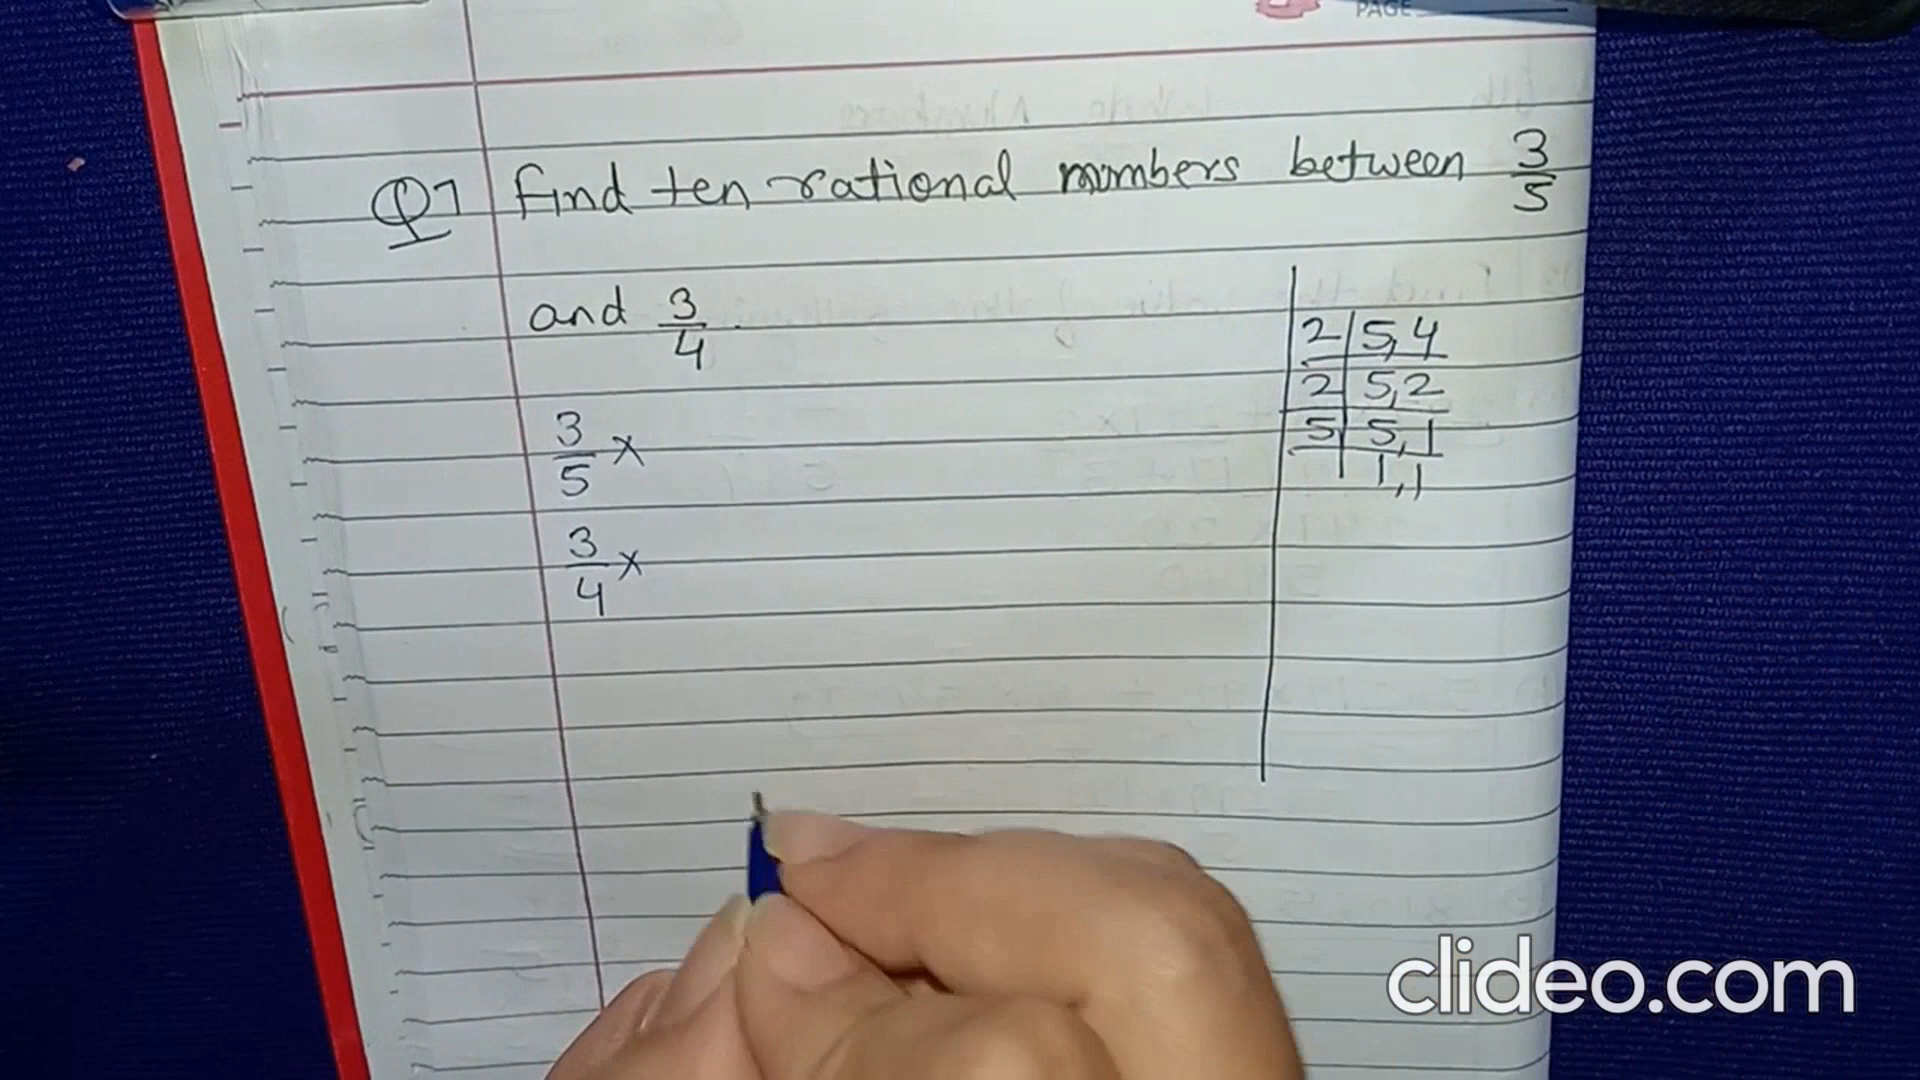 PAGE
Q7 Find ten rational numbers between 3/5
and 3/4.
2 | 5, 4
2 | 5, 2
5 | 5, 1
1, 1
3/5 ×
3/4 ×
clideo.com